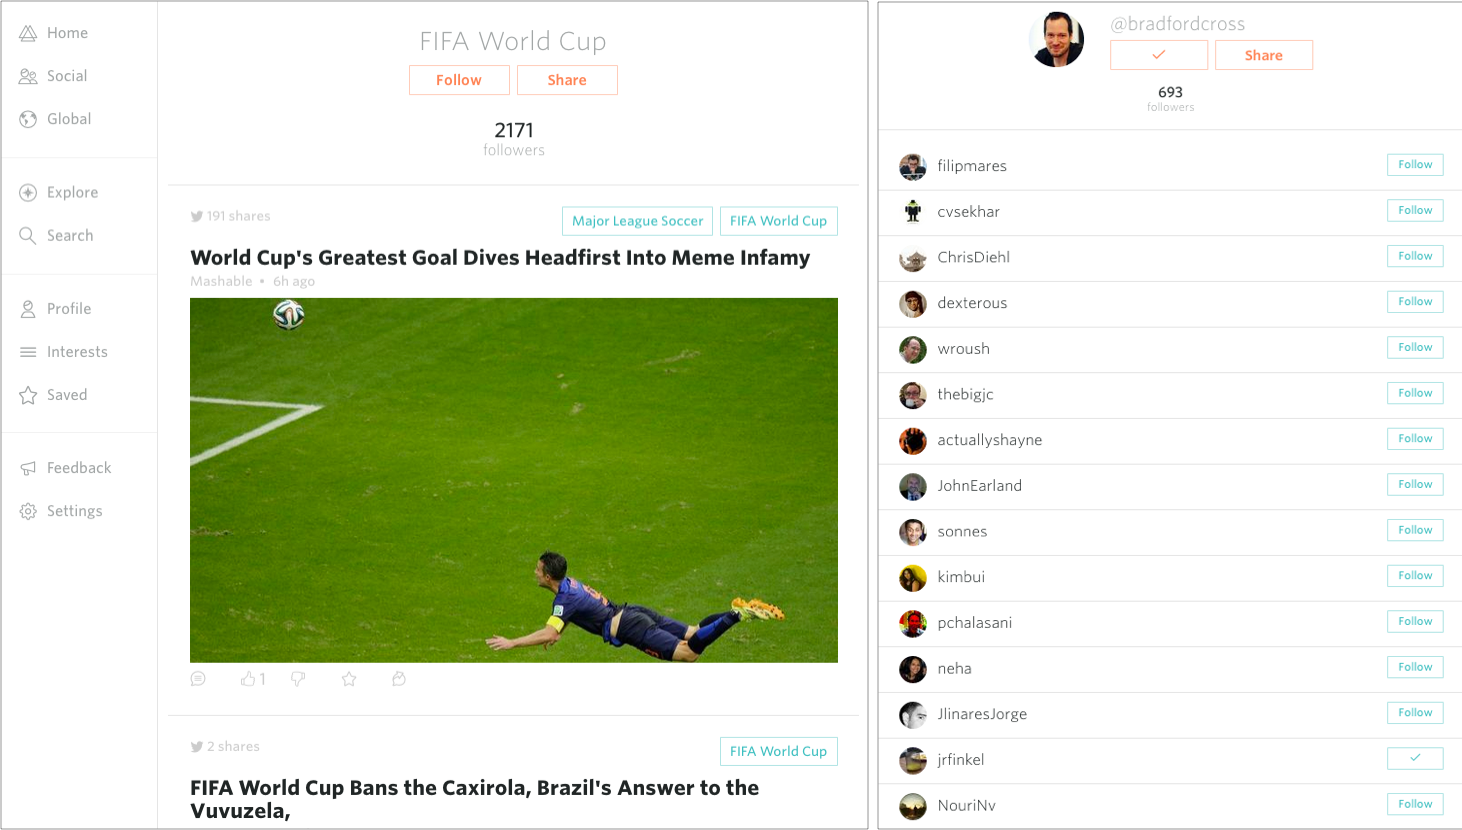 Home
Social
Global
Explore
Search
Profile
Interests
Saved
Feedback
Settings
FIFA World Cup
Follow Share
2171
followers
191 shares Major League Soccer FIFA World Cup
World Cup's Greatest Goal Dives Headfirst Into Meme Infamy
Mashable • 6h ago
1
2 shares FIFA World Cup
FIFA World Cup Bans the Caxirola, Brazil's Answer to the
Vuvuzela,
@bradfordcross
Share
693
followers
filipmares Follow
cvsekhar Follow
ChrisDiehl Follow
dexterous Follow
wroush Follow
thebigjc Follow
actuallyshayne Follow
JohnEarland Follow
sonnes Follow
kimbui Follow
pchalasani Follow
neha Follow
JlinaresJorge Follow
jrfinkel
NouriNv Follow